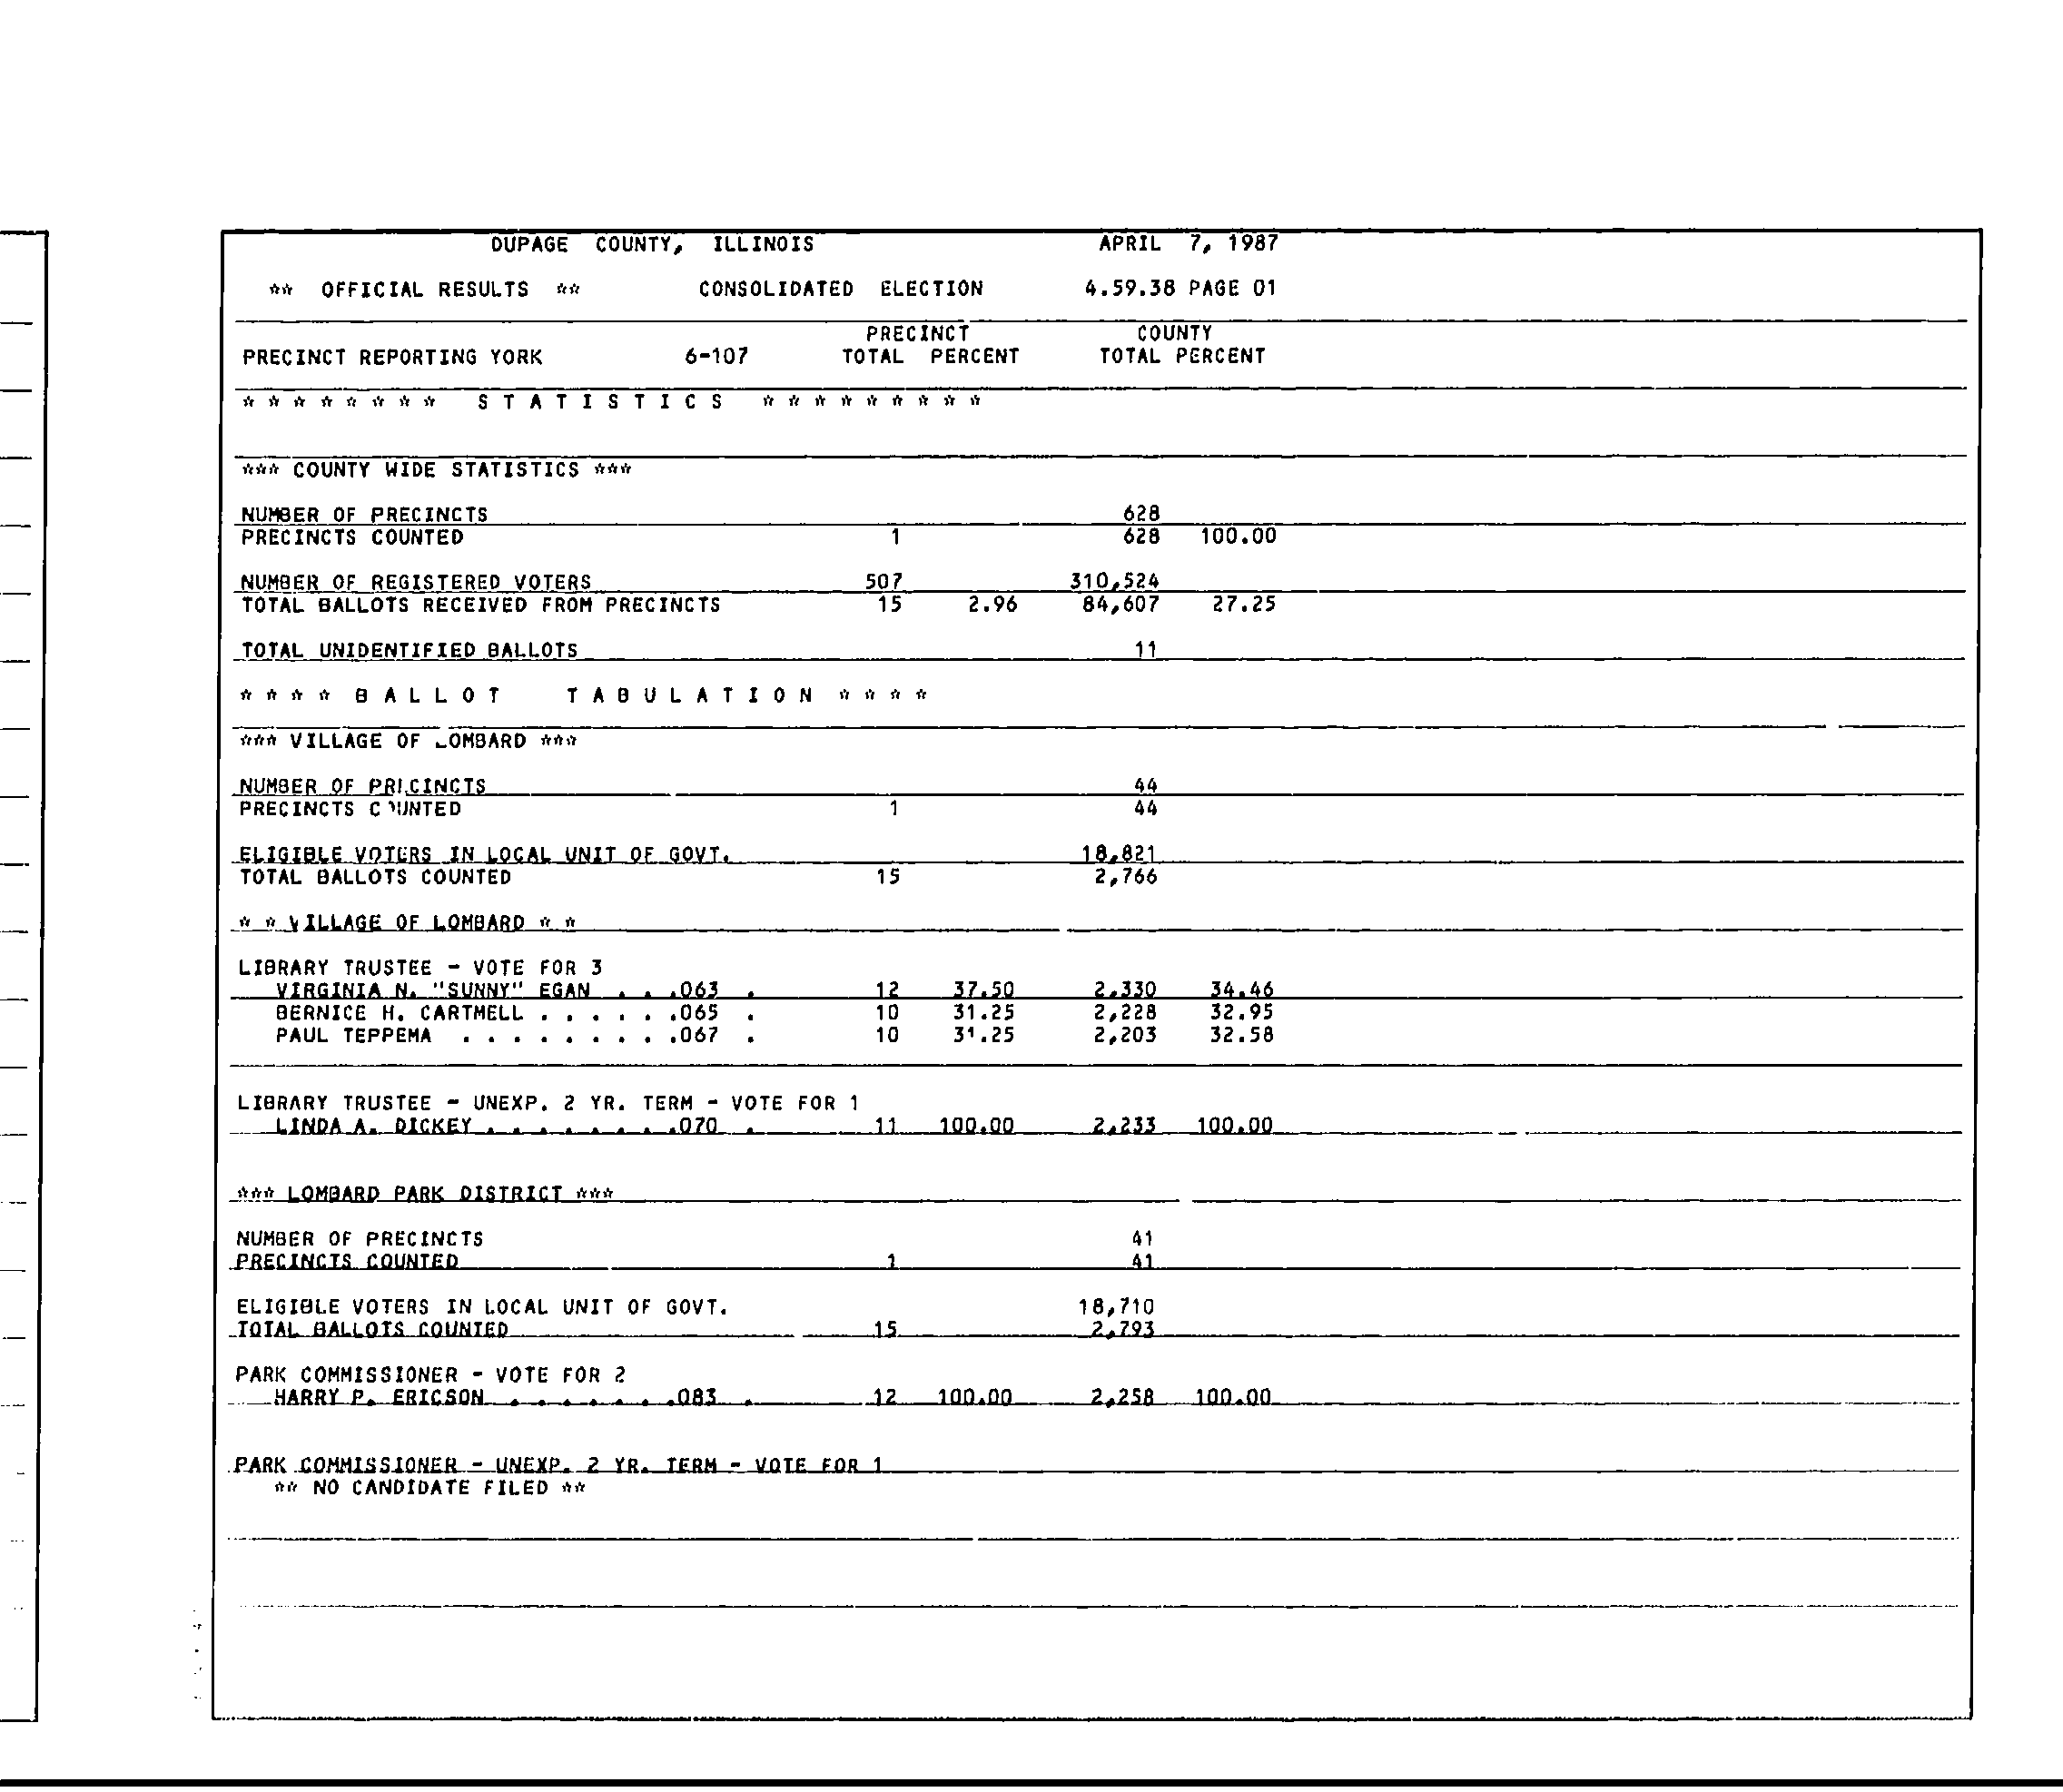 DUPAGE COUNTY, ILLINOIS APRIL 7, 1987
** OFFICIAL RESULTS ** CONSOLIDATED ELECTION 4.59.38 PAGE 01
PRECINCT COUNTY
PRECINCT REPORTING YORK 6-107 TOTAL PERCENT TOTAL PERCENT
* * * * * * * * S T A T I S T I C S * * * * * * * * *
*** COUNTY WIDE STATISTICS ***
NUMBER OF PRECINCTS 628
PRECINCTS COUNTED 1 628 100.00
NUMBER OF REGISTERED VOTERS 507 310,524
TOTAL BALLOTS RECEIVED FROM PRECINCTS 15 2.96 84,607 27.25
TOTAL UNIDENTIFIED BALLOTS 11
* * * * B A L L O T T A B U L A T I O N * * * *
*** VILLAGE OF LOMBARD ***
NUMBER OF PRECINCTS 44
PRECINCTS COUNTED 1 44
ELIGIBLE VOTERS IN LOCAL UNIT OF GOVT. 18,821
TOTAL BALLOTS COUNTED 15 2,766
* * VILLAGE OF LOMBARD * *
LIBRARY TRUSTEE - VOTE FOR 3
VIRGINIA N. "SUNNY" EGAN . . .063 . 12 37.50 2,330 34.46
BERNICE H. CARTMELL . . . . . .065 . 10 31.25 2,228 32.95
PAUL TEPPEMA . . . . . . . . .067 . 10 31.25 2,203 32.58
LIBRARY TRUSTEE - UNEXP. 2 YR. TERM - VOTE FOR 1
LINDA A. DICKEY . . . . . . . .070 . 11 100.00 2,233 100.00
*** LOMBARD PARK DISTRICT ***
NUMBER OF PRECINCTS 41
PRECINCTS COUNTED 1 41
ELIGIBLE VOTERS IN LOCAL UNIT OF GOVT. 18,710
TOTAL BALLOTS COUNTED 15 2,793
PARK COMMISSIONER - VOTE FOR 2
HARRY P. ERICSON . . . . . . .083 . 12 100.00 2,258 100.00
PARK COMMISSIONER - UNEXP. 2 YR. TERM - VOTE FOR 1
** NO CANDIDATE FILED **